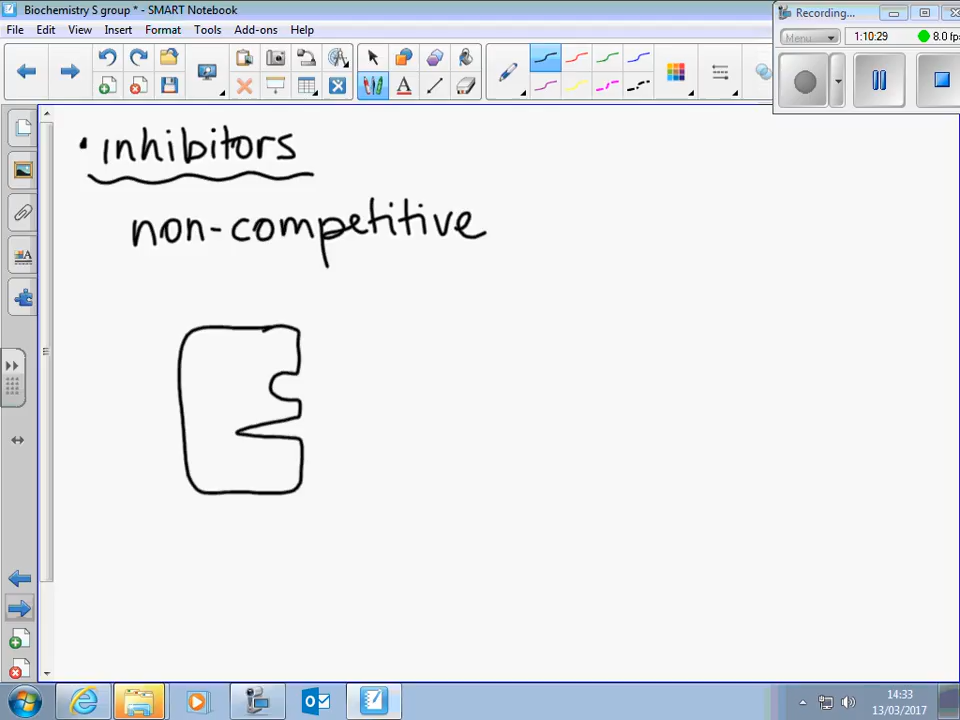 Biochemistry S group * - SMART Notebook
Recording...
File Edit View Insert Format Tools Add-ons Help
Menu 1:10:29 8.0 fp
• inhibitors
non-competitive
14:33
13/03/2017